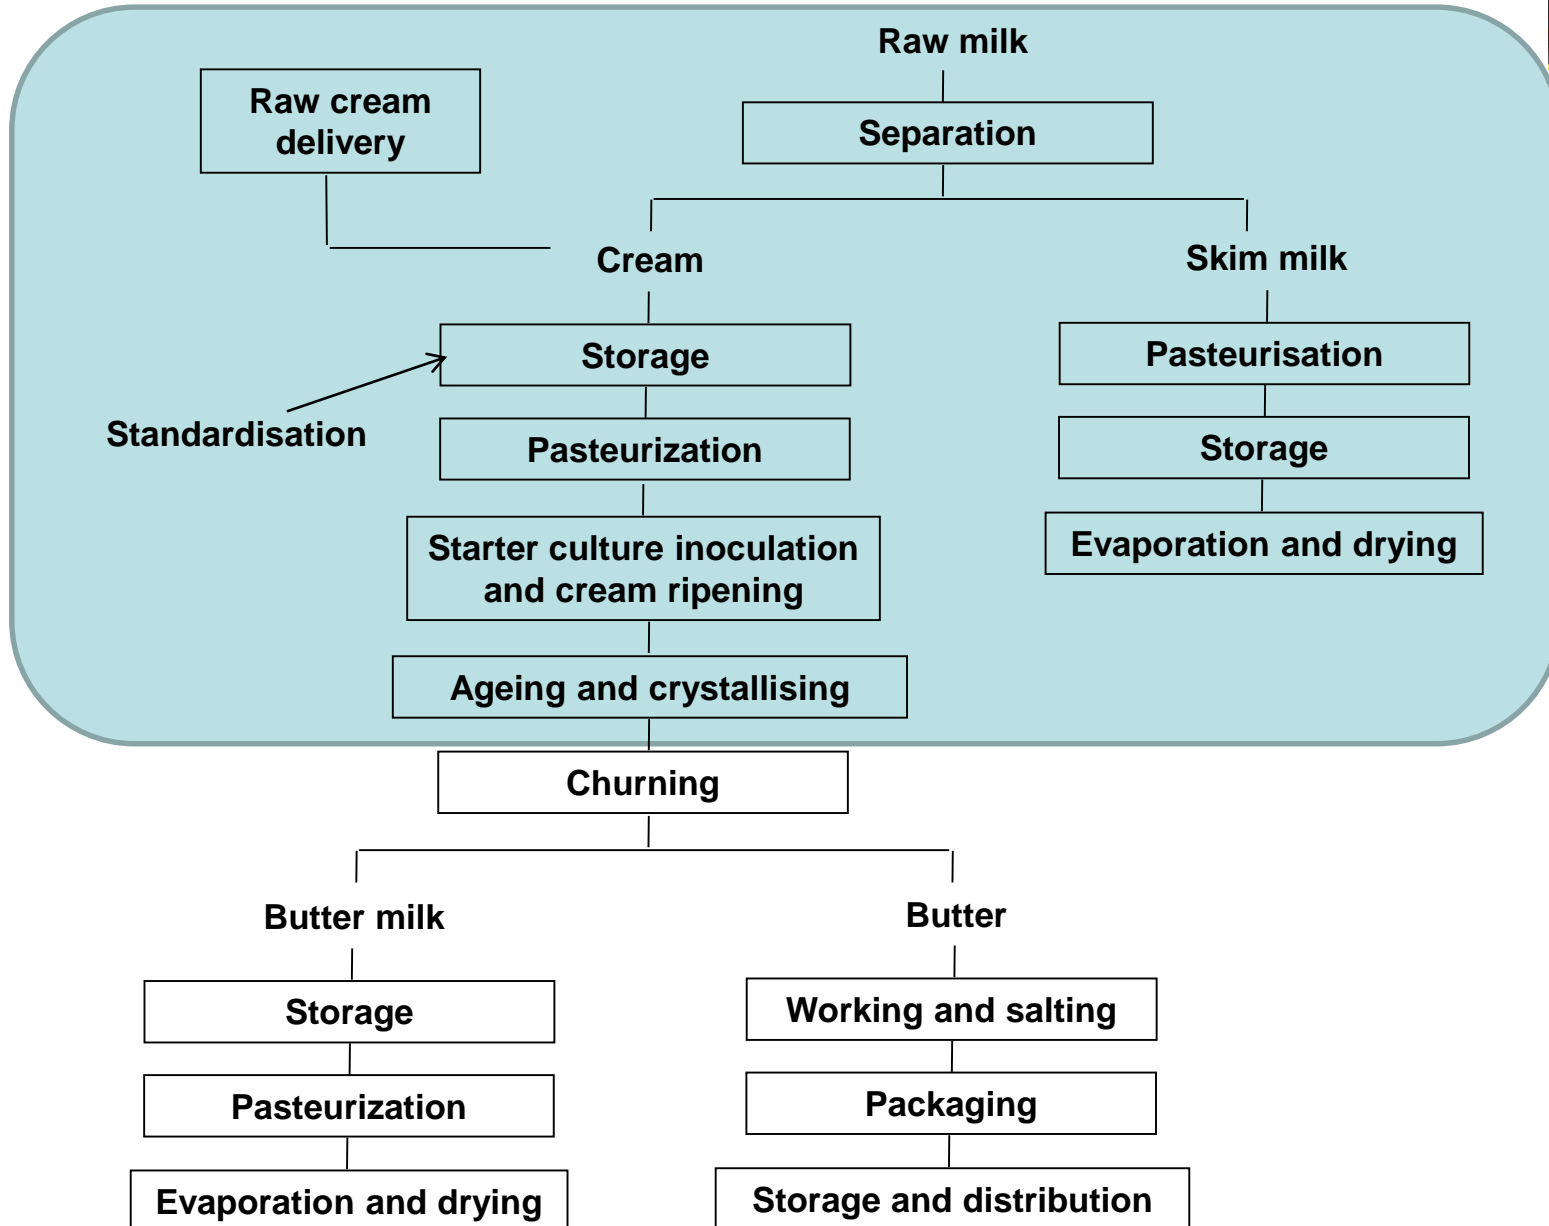 Raw milk
Raw cream
delivery
Separation
Cream
Skim milk
Storage
Pasteurisation
Standardisation
Pasteurization
Storage
Starter culture inoculation
and cream ripening
Evaporation and drying
Ageing and crystallising
Churning
Butter milk
Butter
Storage
Working and salting
Pasteurization
Packaging
Evaporation and drying
Storage and distribution